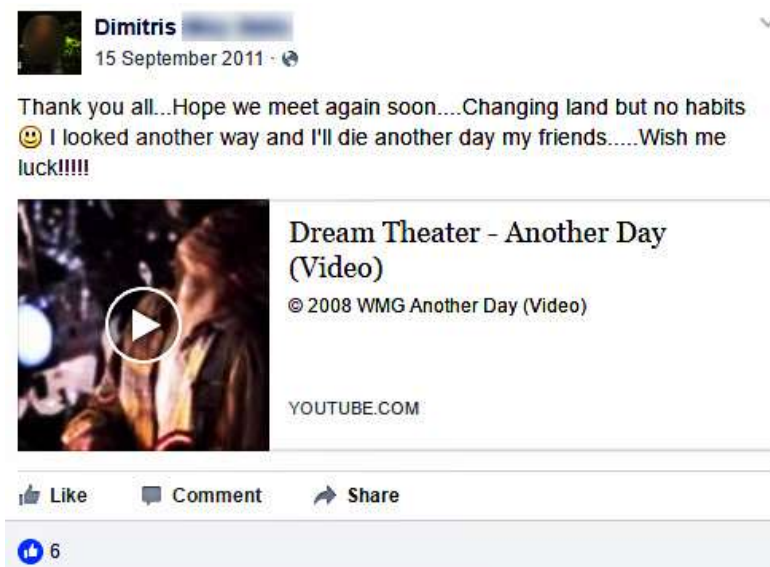 Dimitris
15 September 2011 ·
Thank you all...Hope we meet again soon....Changing land but no habits
I looked another way and I'll die another day my friends.....Wish me
luck!!!!!
Dream Theater - Another Day
(Video)
© 2008 WMG Another Day (Video)
YOUTUBE.COM
Like Comment Share
6